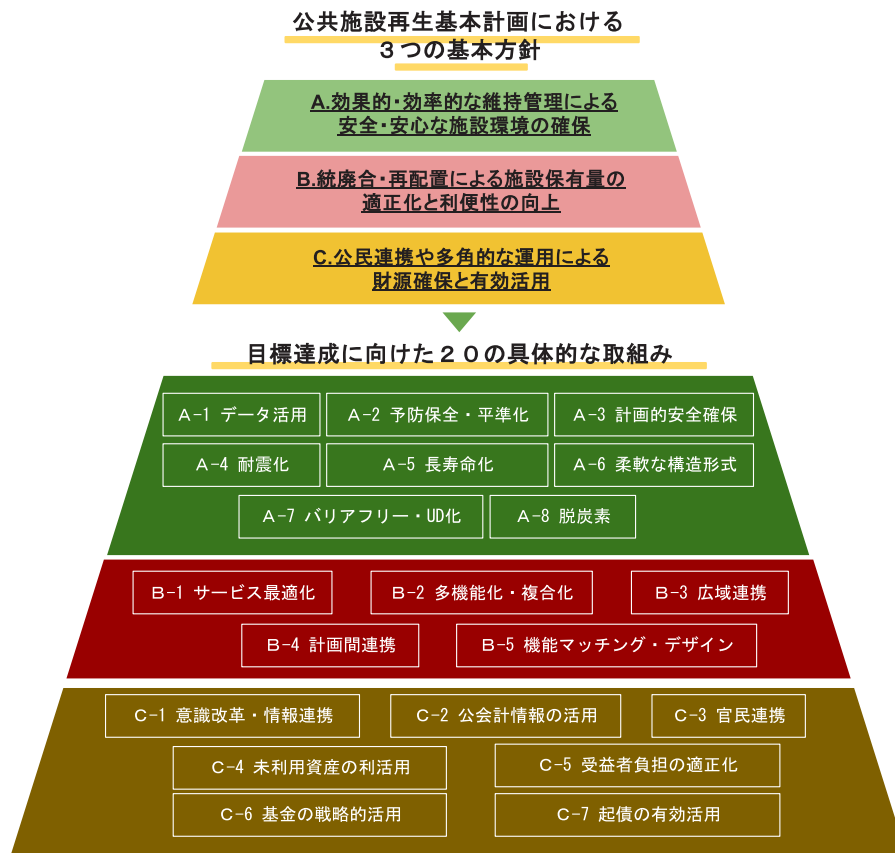 公共施設再生基本計画における
３つの基本方針
A.効果的・効率的な維持管理による
安全・安心な施設環境の確保
B.統廃合・再配置による施設保有量の
適正化と利便性の向上
C.公民連携や多角的な運用による
財源確保と有効活用
目標達成に向けた２０の具体的な取組み
Ａ-1 データ活用
Ａ-2 予防保全・平準化
Ａ-3 計画的安全確保
Ａ-4 耐震化
Ａ-5 長寿命化
Ａ-6 柔軟な構造形式
Ａ-7 バリアフリー・UD化
Ａ-8 脱炭素
Ｂ-1 サービス最適化
Ｂ-2 多機能化・複合化
Ｂ-3 広域連携
Ｂ-4 計画間連携
Ｂ-5 機能マッチング・デザイン
Ｃ-1 意識改革・情報連携
Ｃ-2 公会計情報の活用
Ｃ-3 官民連携
Ｃ-4 未利用資産の利活用
Ｃ-5 受益者負担の適正化
Ｃ-6 基金の戦略的活用
Ｃ-7 起債の有効活用